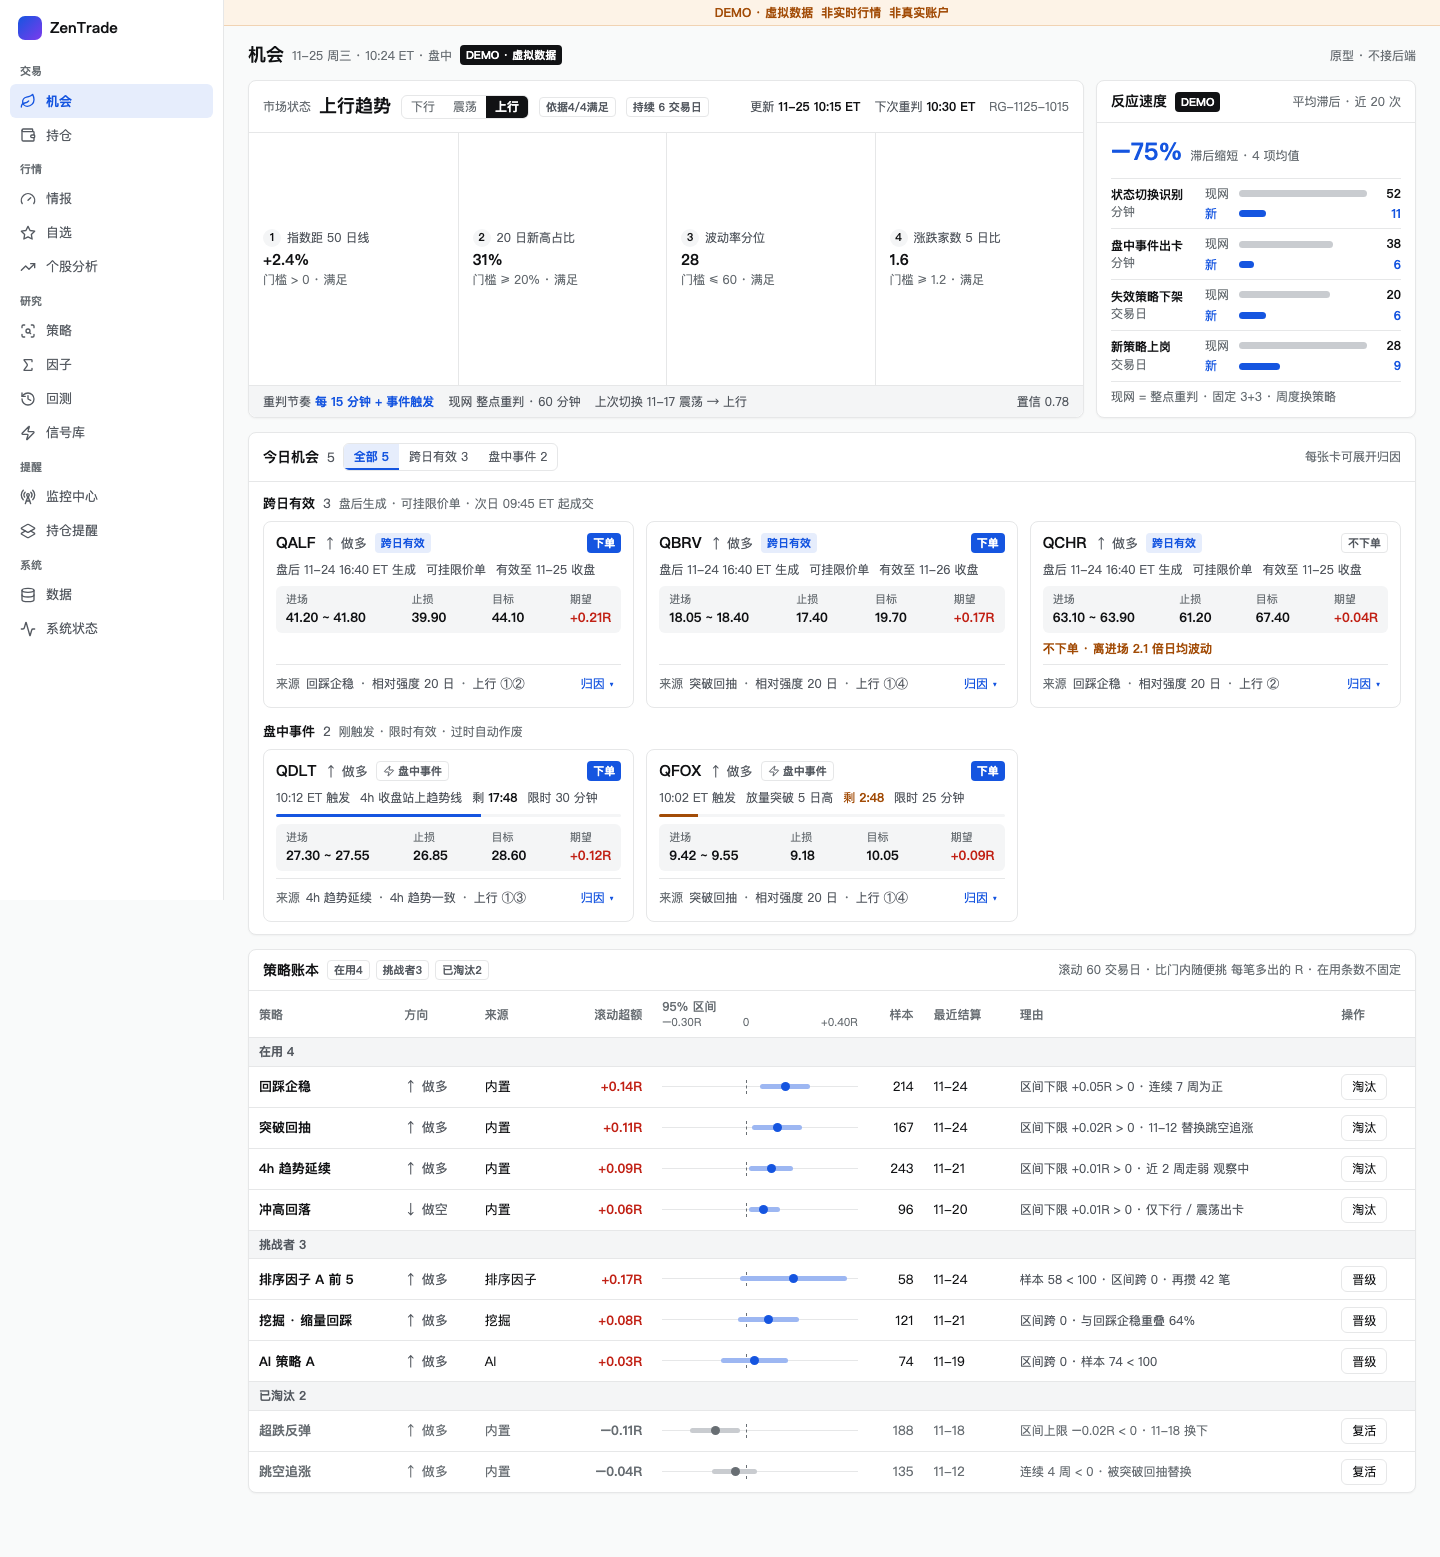 DEMO · 虚拟数据 非实时行情 非真实账户
ZenTrade
交易
机会
持仓
行情
情报
自选
个股分析
研究
策略
因子
回测
信号库
提醒
监控中心
持仓提醒
系统
数据
系统状态
机会 11-25 周三 · 10:24 ET · 盘中 DEMO · 虚拟数据 原型 · 不接后端
市场状态 上行趋势 下行 震荡 上行 依据4/4满足 持续 6 交易日 更新 11-25 10:15 ET 下次重判 10:30 ET RG-1125-1015
1 指数距 50 日线
+2.4%
门槛 > 0 · 满足
2 20 日新高占比
31%
门槛 ≥ 20% · 满足
3 波动率分位
28
门槛 ≤ 60 · 满足
4 涨跌家数 5 日比
1.6
门槛 ≥ 1.2 · 满足
重判节奏 每 15 分钟 + 事件触发 现网 整点重判 · 60 分钟 上次切换 11-17 震荡 → 上行 置信 0.78
反应速度 DEMO 平均滞后 · 近 20 次
−75% 滞后缩短 · 4 项均值
状态切换识别 现网 52
分钟 新 11
盘中事件出卡 现网 38
分钟 新 6
失效策略下架 现网 20
交易日 新 6
新策略上岗 现网 28
交易日 新 9
现网 = 整点重判 · 固定 3+3 · 周度换策略
今日机会 5 全部 5 跨日有效 3 盘中事件 2 每张卡可展开归因
跨日有效 3 盘后生成 · 可挂限价单 · 次日 09:45 ET 起成交
QALF ↑ 做多 跨日有效 下单
盘后 11-24 16:40 ET 生成 可挂限价单 有效至 11-25 收盘
进场 止损 目标 期望
41.20 ~ 41.80 39.90 44.10 +0.21R
来源 回踩企稳 · 相对强度 20 日 · 上行 ①② 归因 ▾
QBRV ↑ 做多 跨日有效 下单
盘后 11-24 16:40 ET 生成 可挂限价单 有效至 11-26 收盘
进场 止损 目标 期望
18.05 ~ 18.40 17.40 19.70 +0.17R
来源 突破回抽 · 相对强度 20 日 · 上行 ①④ 归因 ▾
QCHR ↑ 做多 跨日有效 不下单
盘后 11-24 16:40 ET 生成 可挂限价单 有效至 11-25 收盘
进场 止损 目标 期望
63.10 ~ 63.90 61.20 67.40 +0.04R
不下单 · 离进场 2.1 倍日均波动
来源 回踩企稳 · 相对强度 20 日 · 上行 ② 归因 ▾
盘中事件 2 刚触发 · 限时有效 · 过时自动作废
QDLT ↑ 做多 盘中事件 下单
10:12 ET 触发 4h 收盘站上趋势线 剩 17:48 限时 30 分钟
进场 止损 目标 期望
27.30 ~ 27.55 26.85 28.60 +0.12R
来源 4h 趋势延续 · 4h 趋势一致 · 上行 ①③ 归因 ▾
QFOX ↑ 做多 盘中事件 下单
10:02 ET 触发 放量突破 5 日高 剩 2:48 限时 25 分钟
进场 止损 目标 期望
9.42 ~ 9.55 9.18 10.05 +0.09R
来源 突破回抽 · 相对强度 20 日 · 上行 ①④ 归因 ▾
策略账本 在用4 挑战者3 已淘汰2 滚动 60 交易日 · 比门内随便挑 每笔多出的 R · 在用条数不固定
策略 方向 来源 滚动超额 95% 区间 −0.30R 0 +0.40R 样本 最近结算 理由 操作
在用 4
回踩企稳 ↑ 做多 内置 +0.14R 214 11-24 区间下限 +0.05R > 0 · 连续 7 周为正 淘汰
突破回抽 ↑ 做多 内置 +0.11R 167 11-24 区间下限 +0.02R > 0 · 11-12 替换跳空追涨 淘汰
4h 趋势延续 ↑ 做多 内置 +0.09R 243 11-21 区间下限 +0.01R > 0 · 近 2 周走弱 观察中 淘汰
冲高回落 ↓ 做空 内置 +0.06R 96 11-20 区间下限 +0.01R > 0 · 仅下行 / 震荡出卡 淘汰
挑战者 3
排序因子 A 前 5 ↑ 做多 排序因子 +0.17R 58 11-24 样本 58 < 100 · 区间跨 0 · 再攒 42 笔 晋级
挖掘 · 缩量回踩 ↑ 做多 挖掘 +0.08R 121 11-21 区间跨 0 · 与回踩企稳重叠 64% 晋级
AI 策略 A ↑ 做多 AI +0.03R 74 11-19 区间跨 0 · 样本 74 < 100 晋级
已淘汰 2
超跌反弹 ↑ 做多 内置 −0.11R 188 11-18 区间上限 −0.02R < 0 · 11-18 换下 复活
跳空追涨 ↑ 做多 内置 −0.04R 135 11-12 连续 4 周 < 0 · 被突破回抽替换 复活